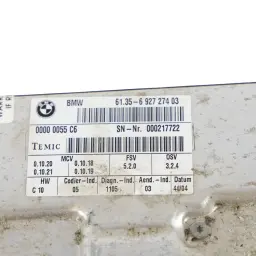 BMW 61.35-6 927 274 03
0000 0055 C6 SN-Nr. 000217722
TEMIC
MCV FSV OSV
0.10.20 0.10.18 5.2.0 3.2.4
0.10.21 0.10.19
HW Codier-Ind. Diagn.-Ind. Aend.-Ind. Datum
C 10 05 1105 03 44/04